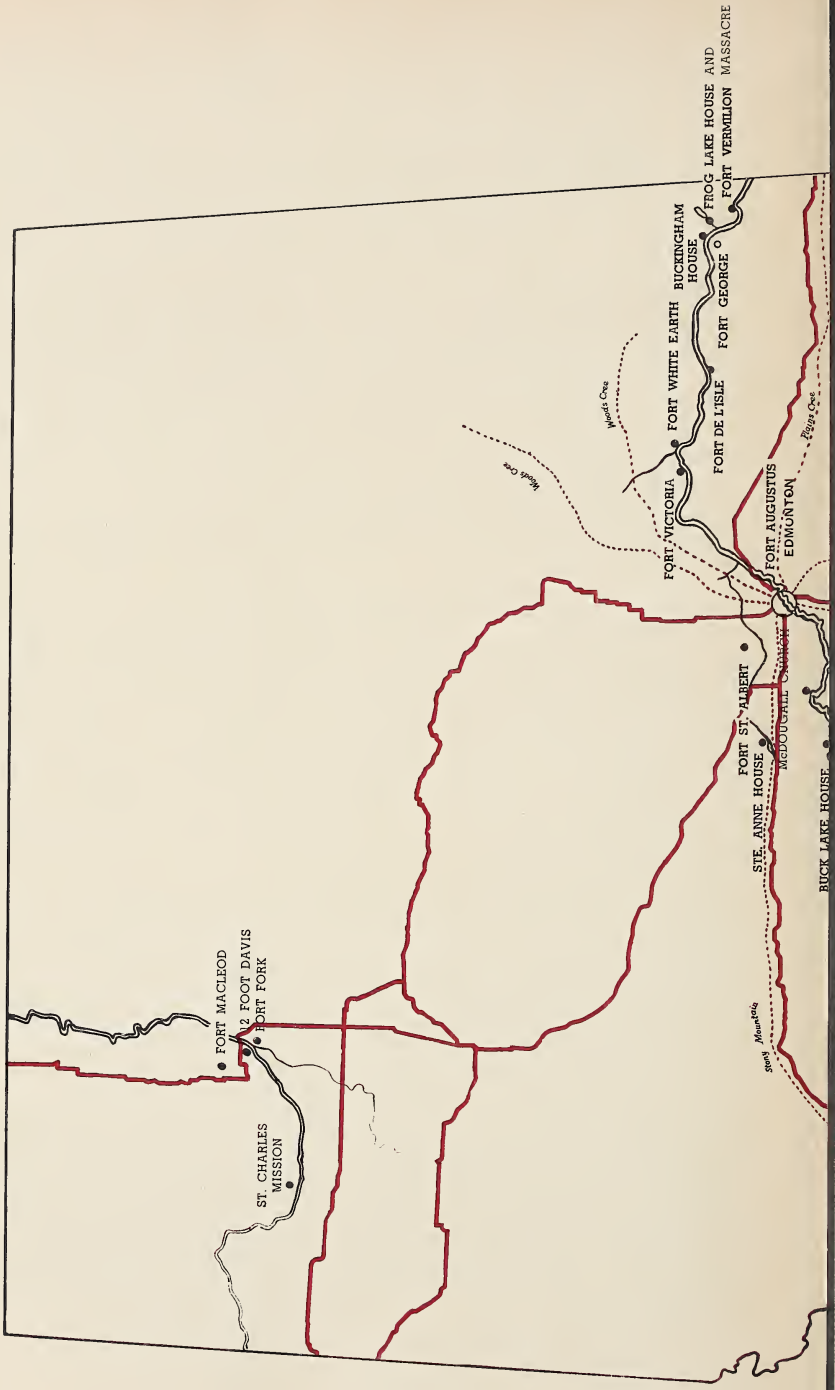 FROG LAKE HOUSE AND
FORT VERMILION MASSACRE
BUCKINGHAM
HOUSE
FORT GEORGE
FORT WHITE EARTH
FORT DE L'ISLE
FORT VICTORIA
Woods Cree
Woods Cree
Plains Cree
FORT AUGUSTUS
EDMONTON
FORT ST. ALBERT
McDOUGALL CHURCH
STE. ANNE HOUSE
BUCK LAKE HOUSE
Stony Mountain
FORT MACLEOD
12 FOOT DAVIS
FORT FORK
ST. CHARLES
MISSION